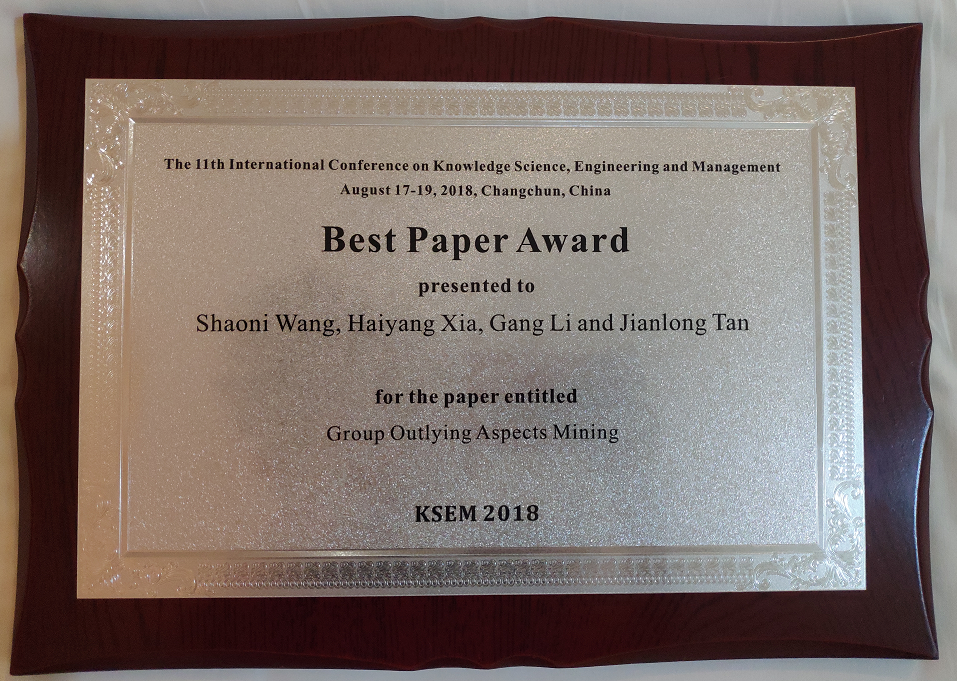 The 11th International Conference on Knowledge Science, Engineering and Management
August 17-19, 2018, Changchun, China
Best Paper Award
presented to
Shaoni Wang, Haiyang Xia, Gang Li and Jianlong Tan
for the paper entitled
Group Outlying Aspects Mining
KSEM 2018